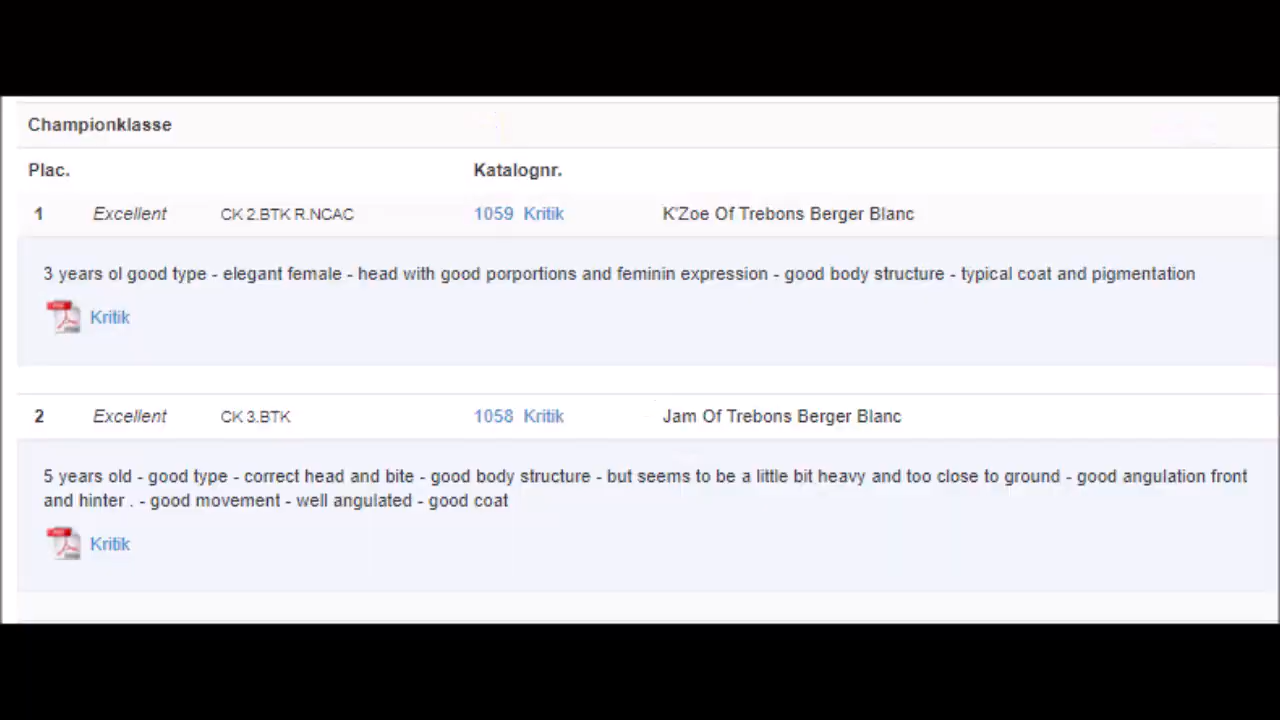 Championklasse
Plac. Katalognr.
1 Excellent CK 2.BTK R.NCAC 1059 Kritik K'Zoe Of Trebons Berger Blanc
3 years ol good type - elegant female - head with good porportions and feminin expression - good body structure - typical coat and pigmentation
Kritik
2 Excellent CK 3.BTK 1058 Kritik Jam Of Trebons Berger Blanc
5 years old - good type - correct head and bite - good body structure - but seems to be a little bit heavy and too close to ground - good angulation front
and hinter . - good movement - well angulated - good coat
Kritik